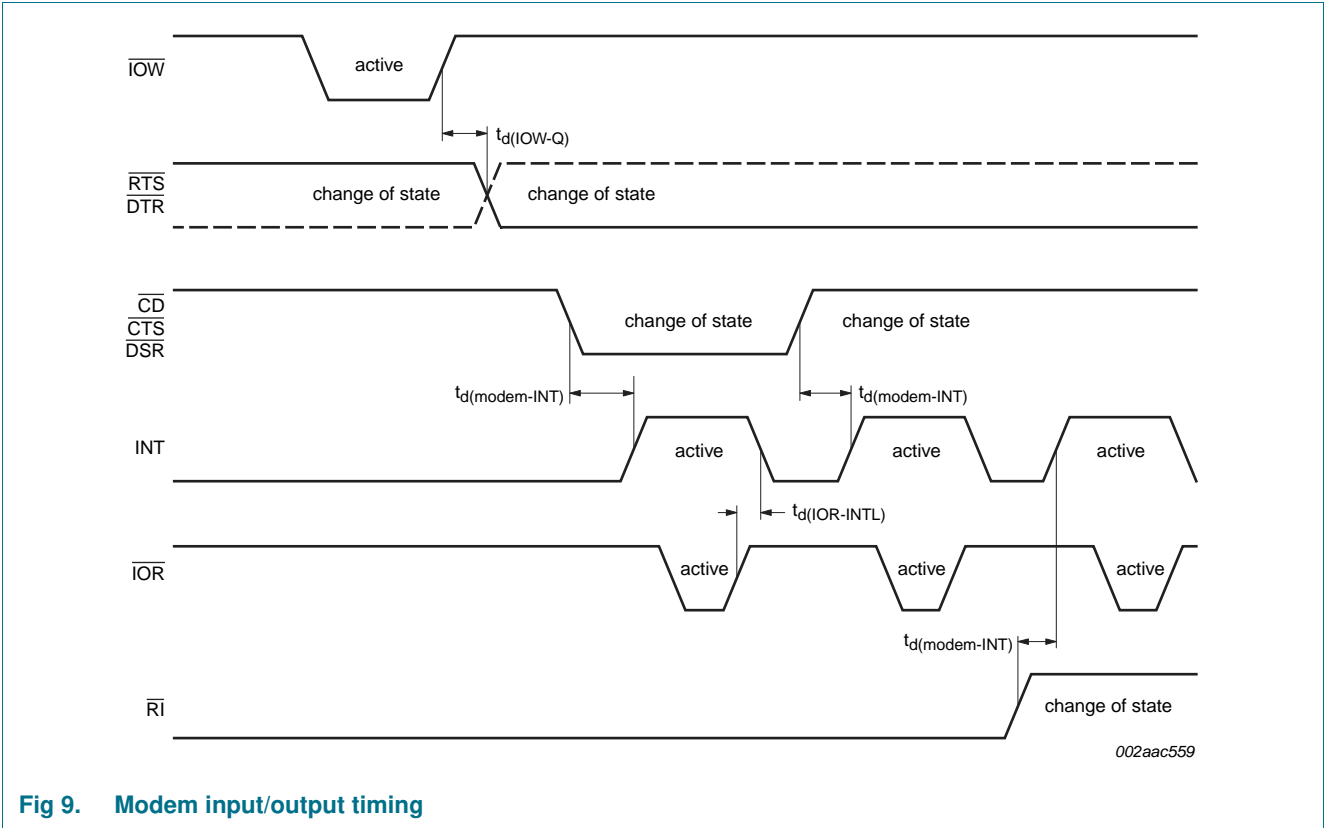 IOW
active
td(IOW-Q)
RTS
DTR
change of state
change of state
CD
CTS
DSR
change of state
change of state
td(modem-INT)
td(modem-INT)
INT
active
active
active
td(IOR-INTL)
IOR
active
active
active
td(modem-INT)
RI
change of state
002aac559
Fig 9. Modem input/output timing